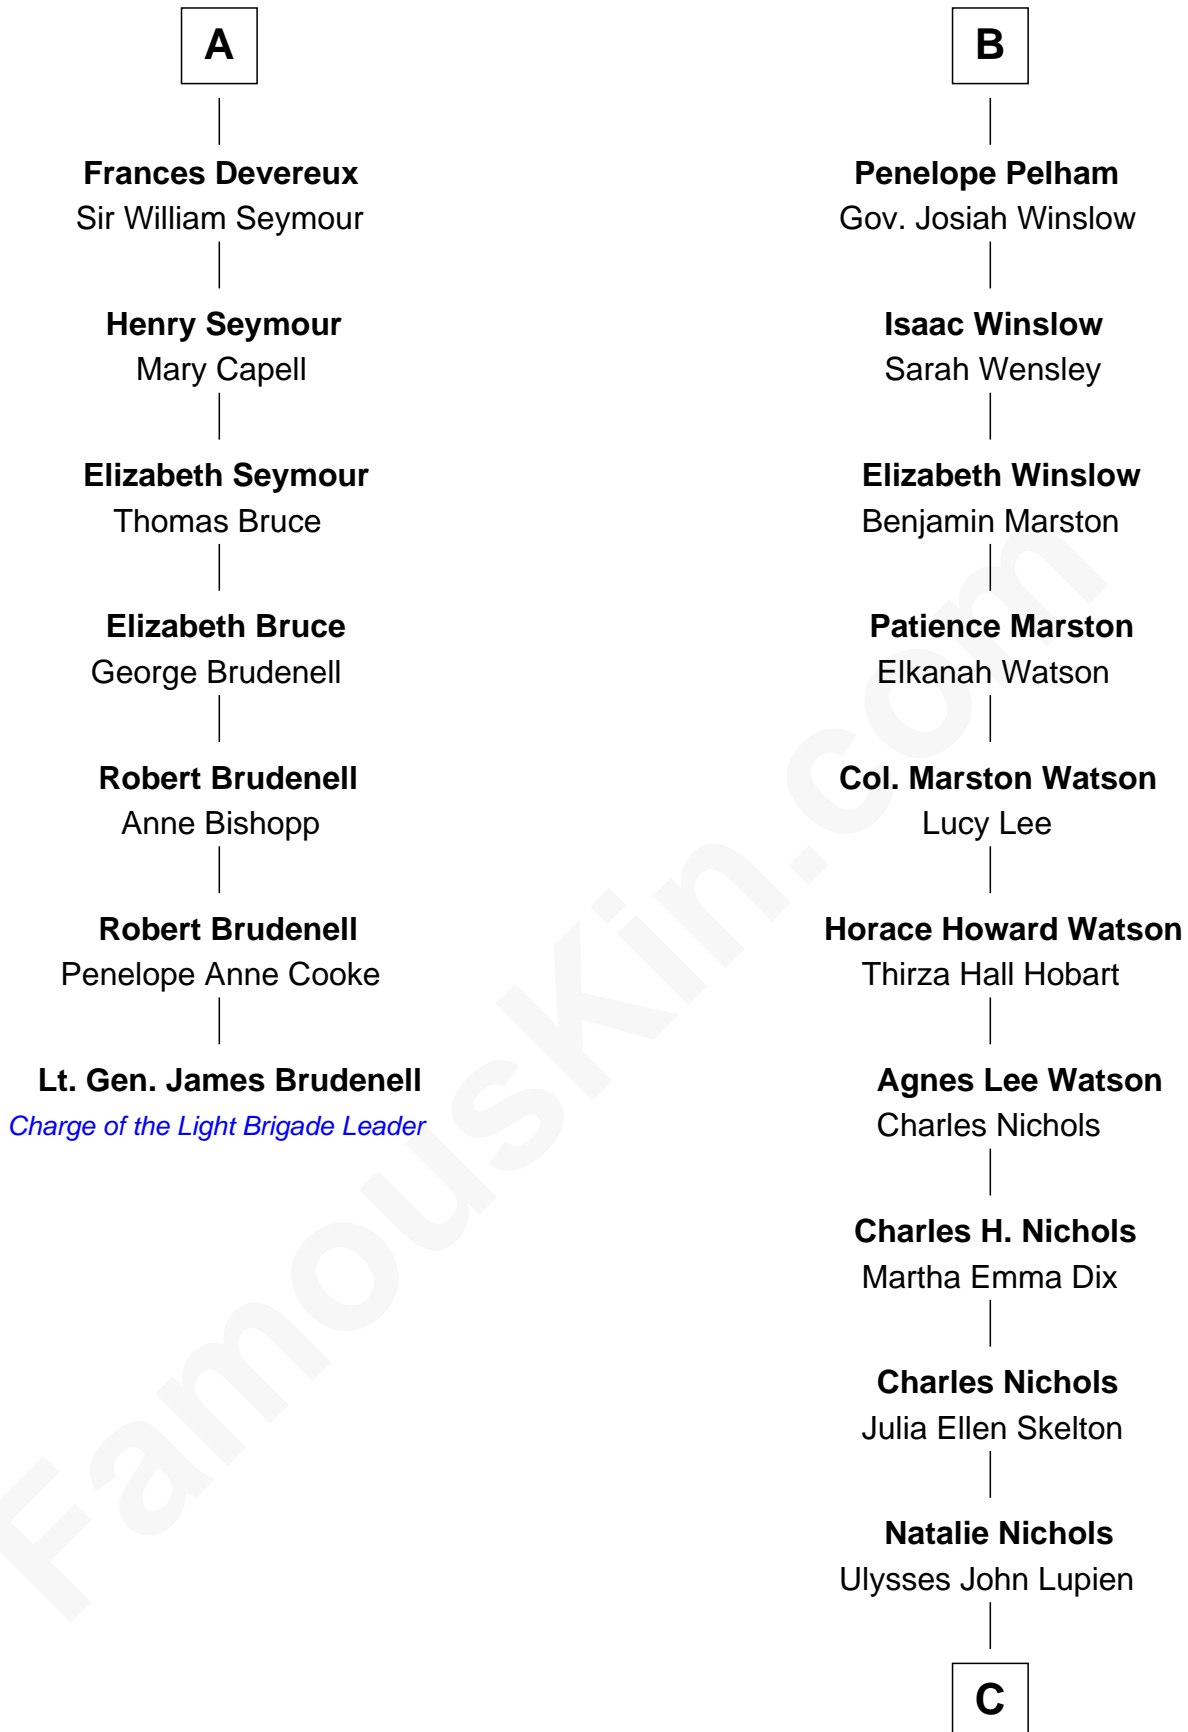 A
Frances Devereux
Sir William Seymour
Henry Seymour
Mary Capell
Elizabeth Seymour
Thomas Bruce
Elizabeth Bruce
George Brudenell
Robert Brudenell
Anne Bishopp
Robert Brudenell
Penelope Anne Cooke
Lt. Gen. James Brudenell
Charge of the Light Brigade Leader
B
Penelope Pelham
Gov. Josiah Winslow
Isaac Winslow
Sarah Wensley
Elizabeth Winslow
Benjamin Marston
Patience Marston
Elkanah Watson
Col. Marston Watson
Lucy Lee
Horace Howard Watson
Thirza Hall Hobart
Agnes Lee Watson
Charles Nichols
Charles H. Nichols
Martha Emma Dix
Charles Nichols
Julia Ellen Skelton
Natalie Nichols
Ulysses John Lupien
C
FamousKin.com